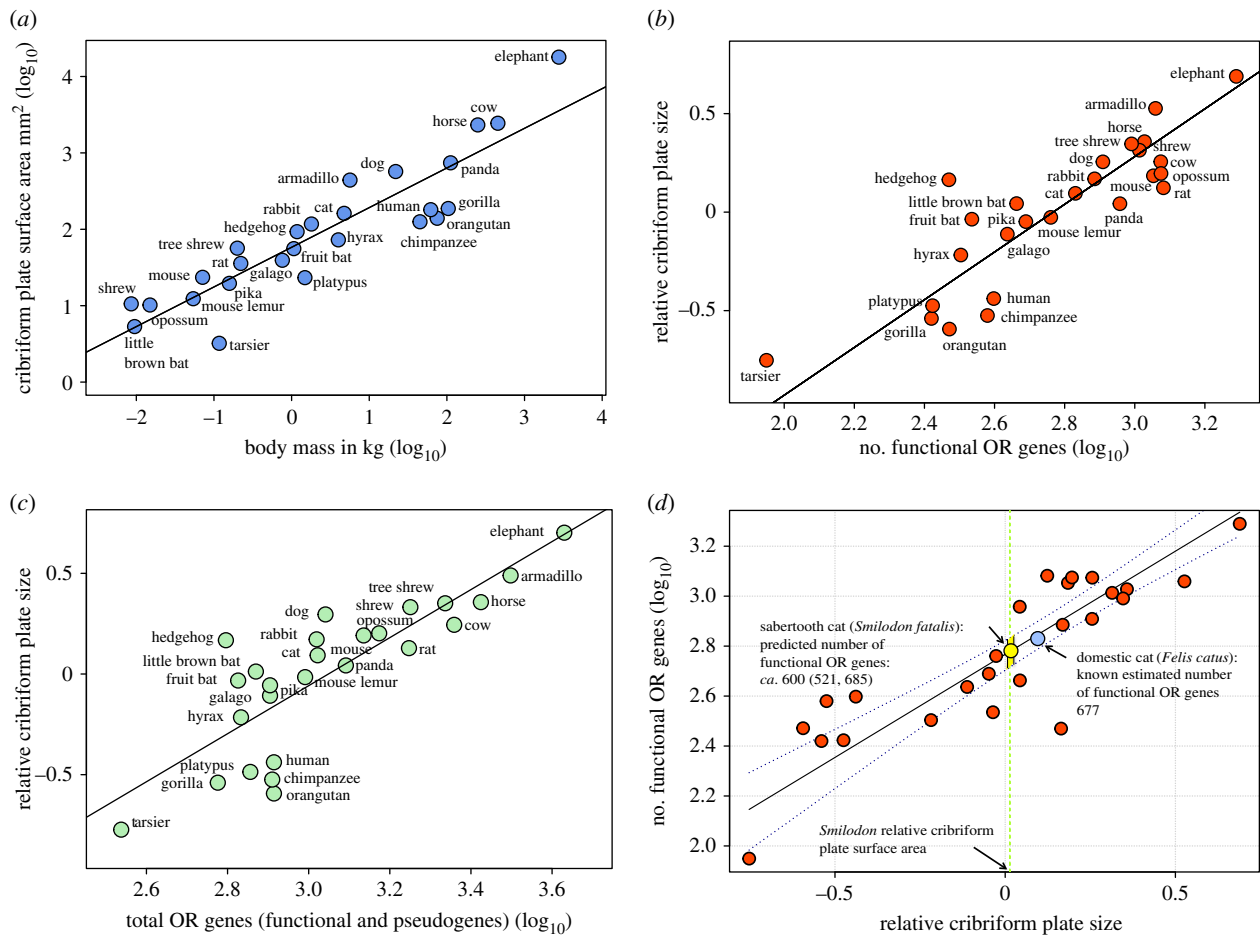 (a)
cribriform plate surface area mm2 (log10)
4
3
2
1
0
elephant
cow
horse
dog
panda
armadillo
cat
human
gorilla
rabbit
orangutan
hedgehog
chimpanzee
tree shrew
hyrax
fruit bat
rat
galago
mouse
platypus
pika
shrew
mouse lemur
opossum
little
brown bat
tarsier
–2
–1
0
1
2
3
4
body mass in kg (log10)
(b)
relative cribriform plate size
0.5
0
–0.5
elephant
armadillo
horse
tree shrew
shrew
dog
cow
hedgehog
rabbit
opossum
cat
mouse
rat
little brown bat
panda
fruit bat
pika
mouse lemur
galago
hyrax
platypus
human
gorilla
chimpanzee
orangutan
tarsier
2.0
2.2
2.4
2.6
2.8
3.0
3.2
no. functional OR genes (log10)
(c)
relative cribriform plate size
0.5
0
–0.5
elephant
armadillo
tree shrew
dog
shrew
horse
opossum
cow
hedgehog
rabbit
cat
mouse
rat
little brown bat
panda
fruit bat
mouse lemur
pika
galago
hyrax
human
platypus
chimpanzee
gorilla
orangutan
tarsier
2.6
2.8
3.0
3.2
3.4
3.6
total OR genes (functional and pseudogenes) (log10)
(d)
no. functional OR genes (log10)
3.2
3.0
2.8
2.6
2.4
2.2
2.0
sabertooth cat (Smilodon fatalis):
predicted number of
functional OR genes:
ca. 600 (521, 685)
domestic cat (Felis catus):
known estimated number
of functional OR genes
677
Smilodon relative cribriform
plate surface area
–0.5
0
0.5
relative cribriform plate size